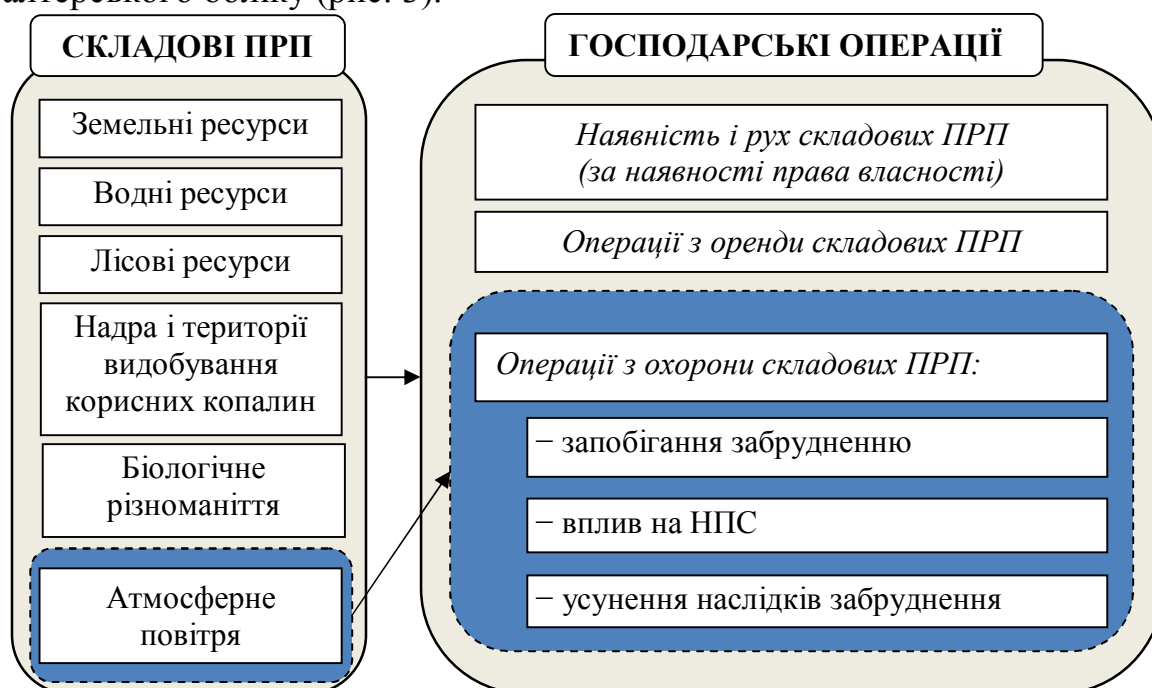 алтерського обліку (рис. 3).
СКЛАДОВІ ПРП
Земельні ресурси
Водні ресурси
Лісові ресурси
Надра і території
видобування
корисних копалин
Біологічне
різноманіття
Атмосферне
повітря
ГОСПОДАРСЬКІ ОПЕРАЦІЇ
Наявність і рух складових ПРП
(за наявності права власності)
Операції з оренди складових ПРП
Операції з охорони складових ПРП:
− запобігання забрудненню
− вплив на НПС
− усунення наслідків забруднення